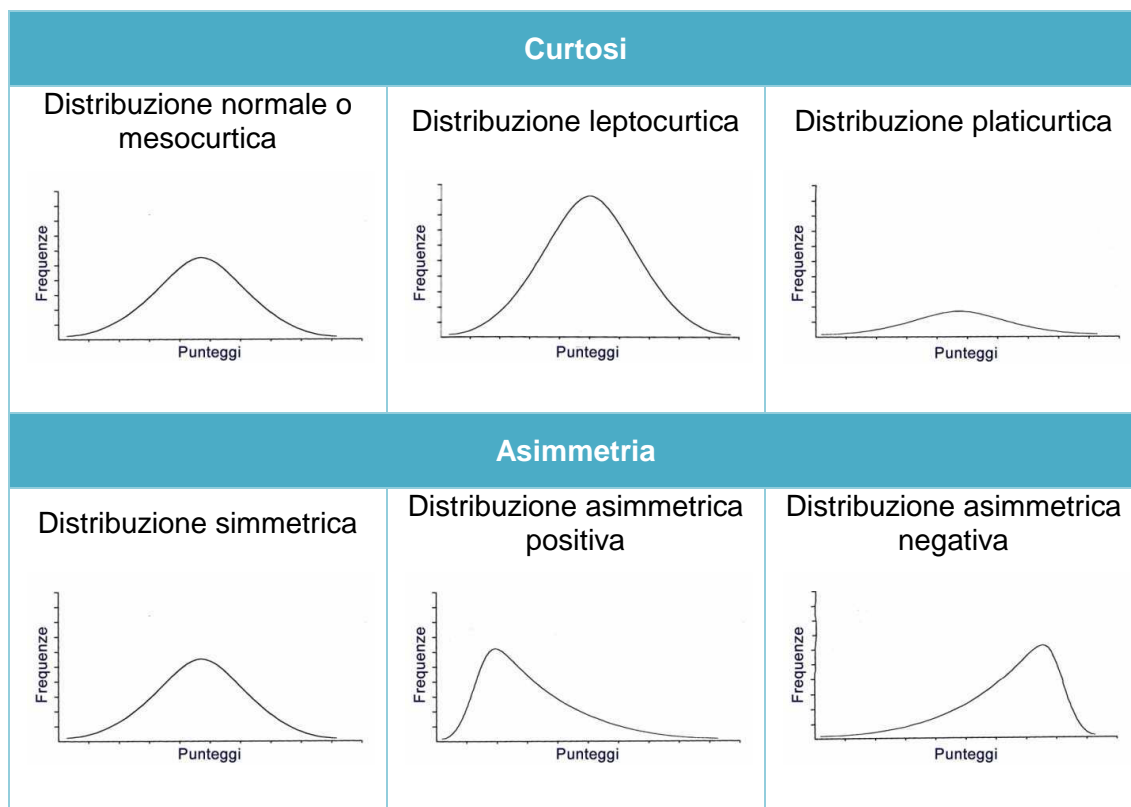 Curtosi
Distribuzione normale o
mesocurtica
Frequenze
Punteggi
Distribuzione leptocurtica
Frequenze
Punteggi
Distribuzione platicurtica
Frequenze
Punteggi
Asimmetria
Distribuzione simmetrica
Frequenze
Punteggi
Distribuzione asimmetrica
positiva
Frequenze
Punteggi
Distribuzione asimmetrica
negativa
Frequenze
Punteggi